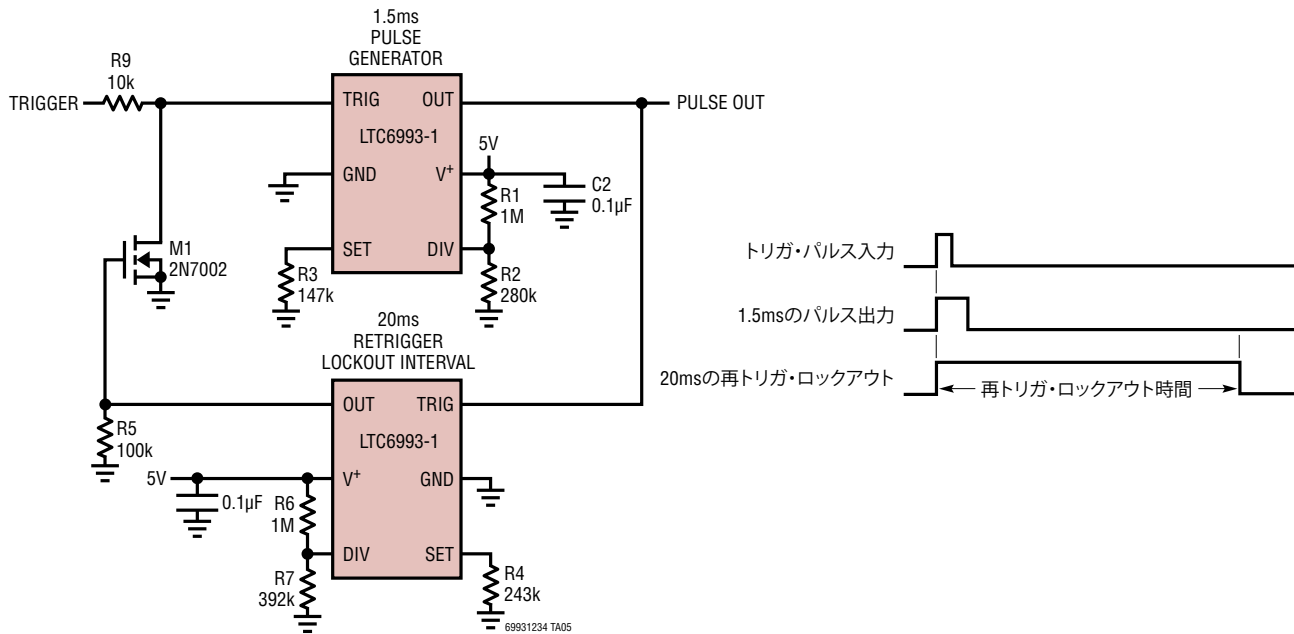 1.5ms
PULSE
GENERATOR
R9
10k
TRIGGER
TRIG
OUT
PULSE OUT
LTC6993-1
5V
GND
V+
R1
1M
C2
0.1µF
M1
2N7002
SET
DIV
R3
147k
R2
280k
20ms
RETRIGGER
LOCKOUT INTERVAL
OUT
TRIG
R5
100k
LTC6993-1
5V
V+
GND
0.1µF
R6
1M
DIV
SET
R7
392k
R4
243k
69931234 TA05
トリガ・パルス入力
1.5msのパルス出力
20msの再トリガ・ロックアウト
再トリガ・ロックアウト時間